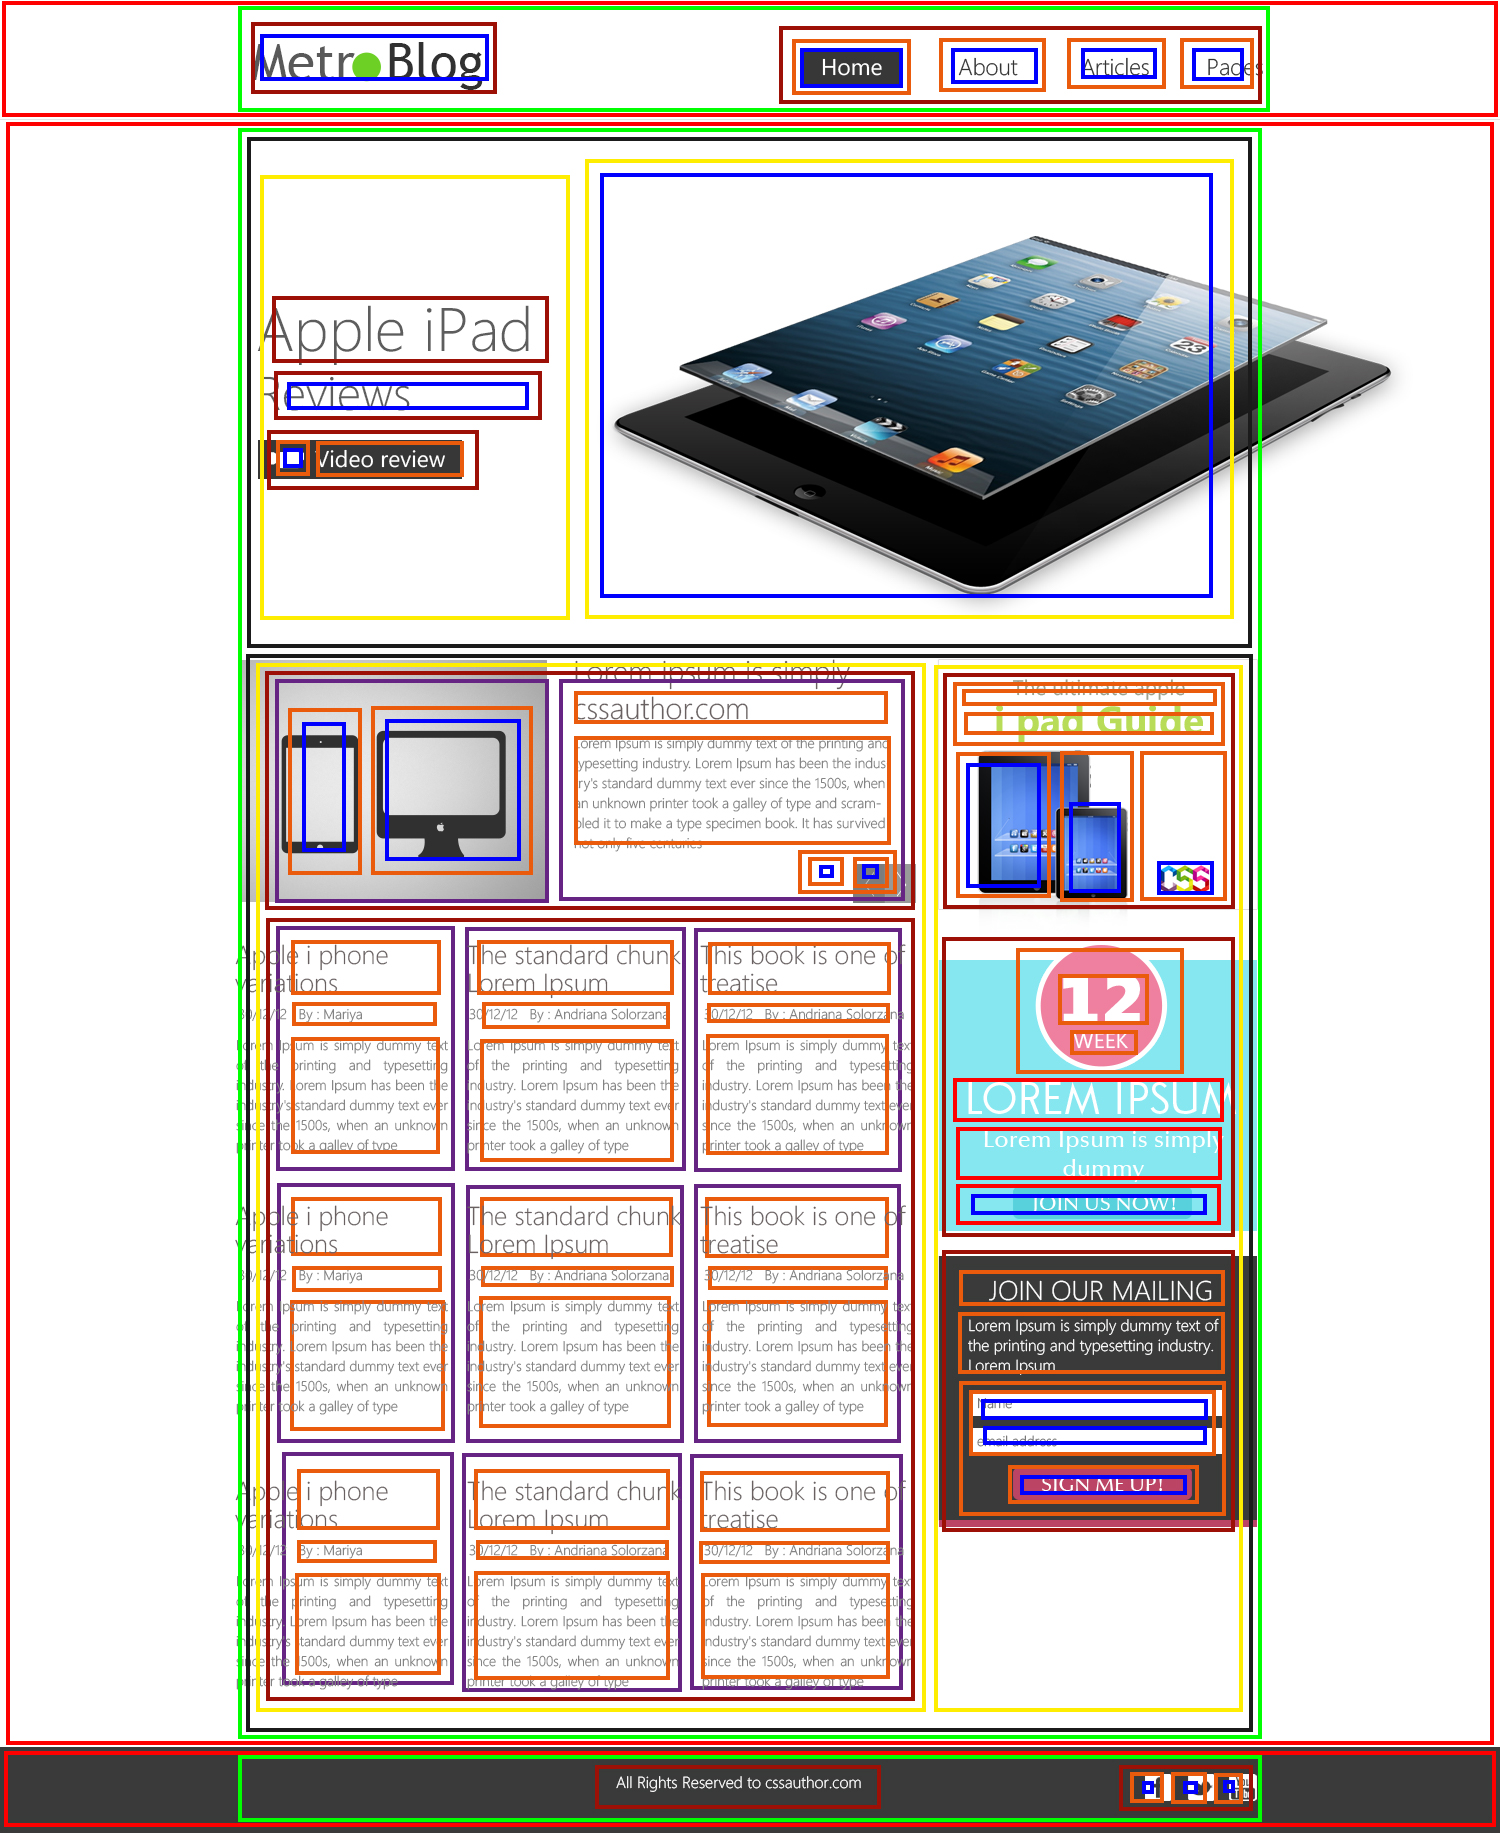 MetroBlog
Home
About
Articles
Pages
Apple iPad
Reviews
Video review
Lorem Ipsum is simply
cssauthor.com
Lorem Ipsum is simply dummy text of the printing and
typesetting industry. Lorem Ipsum has been the indus
try's standard dummy text ever since the 1500s, when
an unknown printer took a galley of type and scram-
bled it to make a type specimen book. It has survived
not only five centuries
The ultimate apple
i pad Guide
CSS
Apple i phone
variations
30/12/12 By : Mariya
Lorem Ipsum is simply dummy text
of the printing and typesetting
industry. Lorem Ipsum has been the
industry's standard dummy text ever
since the 1500s, when an unknown
printer took a galley of type
The standard chunk
Lorem Ipsum
30/12/12 By : Andriana Solorzana
Lorem Ipsum is simply dummy text
of the printing and typesetting
industry. Lorem Ipsum has been the
industry's standard dummy text ever
since the 1500s, when an unknown
printer took a galley of type
This book is one of
treatise
30/12/12 By : Andriana Solorzana
Lorem Ipsum is simply dummy text
of the printing and typesetting
industry. Lorem Ipsum has been the
industry's standard dummy text ever
since the 1500s, when an unknown
printer took a galley of type
Apple i phone
variations
30/12/12 By : Mariya
Lorem Ipsum is simply dummy text
of the printing and typesetting
industry. Lorem Ipsum has been the
industry's standard dummy text ever
since the 1500s, when an unknown
printer took a galley of type
The standard chunk
Lorem Ipsum
30/12/12 By : Andriana Solorzana
Lorem Ipsum is simply dummy text
of the printing and typesetting
industry. Lorem Ipsum has been the
industry's standard dummy text ever
since the 1500s, when an unknown
printer took a galley of type
This book is one of
treatise
30/12/12 By : Andriana Solorzana
Lorem Ipsum is simply dummy text
of the printing and typesetting
industry. Lorem Ipsum has been the
industry's standard dummy text ever
since the 1500s, when an unknown
printer took a galley of type
Apple i phone
variations
30/12/12 By : Mariya
Lorem Ipsum is simply dummy text
of the printing and typesetting
industry. Lorem Ipsum has been the
industry's standard dummy text ever
since the 1500s, when an unknown
printer took a galley of type
The standard chunk
Lorem Ipsum
30/12/12 By : Andriana Solorzana
Lorem Ipsum is simply dummy text
of the printing and typesetting
industry. Lorem Ipsum has been the
industry's standard dummy text ever
since the 1500s, when an unknown
printer took a galley of type
This book is one of
treatise
30/12/12 By : Andriana Solorzana
Lorem Ipsum is simply dummy text
of the printing and typesetting
industry. Lorem Ipsum has been the
industry's standard dummy text ever
since the 1500s, when an unknown
printer took a galley of type
12
WEEK
LOREM IPSUM
Lorem Ipsum is simply
dummy
JOIN US NOW!
JOIN OUR MAILING
Lorem Ipsum is simply dummy text of
the printing and typesetting industry.
Lorem Ipsum
Name
email address
SIGN ME UP!
All Rights Reserved to cssauthor.com